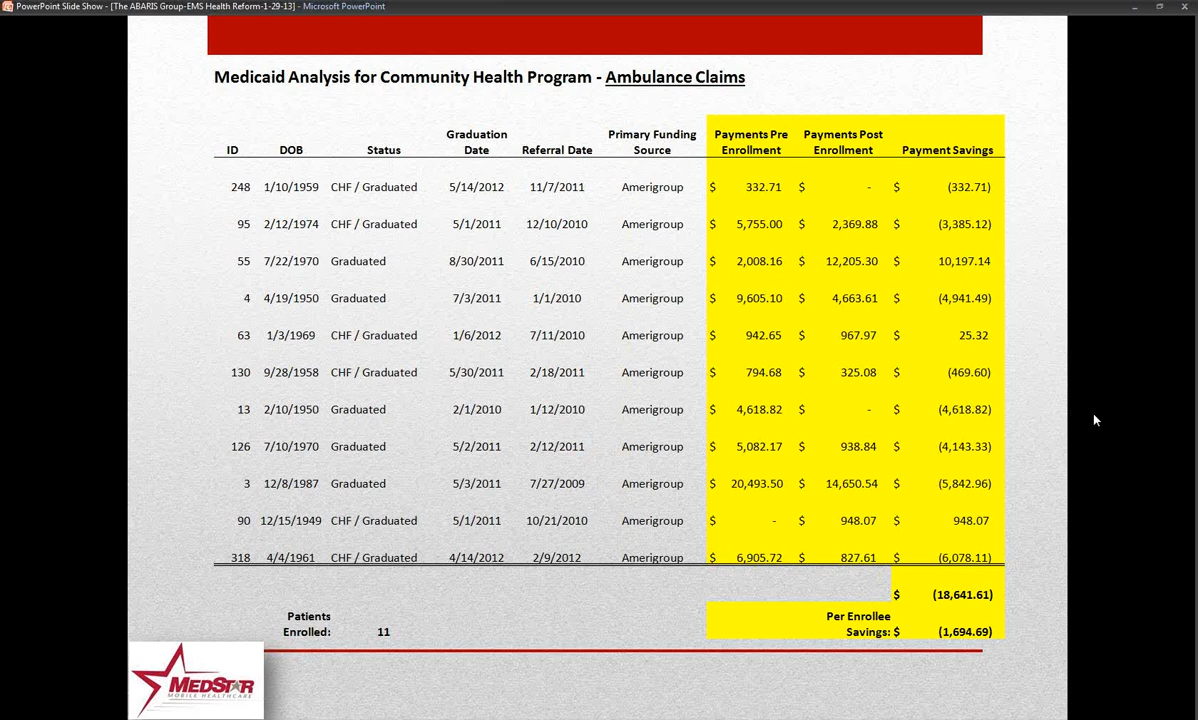 PowerPoint Slide Show - [The ABARIS Group-EMS Health Reform-1-29-13] - Microsoft PowerPoint
Medicaid Analysis for Community Health Program - Ambulance Claims
Graduation Primary Funding Payments Pre Payments Post
ID DOB Status Date Referral Date Source Enrollment Enrollment Payment Savings
248 1/10/1959 CHF / Graduated 5/14/2012 11/7/2011 Amerigroup $ 332.71 $ - $ (332.71)
95 2/12/1974 CHF / Graduated 5/1/2011 12/10/2010 Amerigroup $ 5,755.00 $ 2,369.88 $ (3,385.12)
55 7/22/1970 Graduated 8/30/2011 6/15/2010 Amerigroup $ 2,008.16 $ 12,205.30 $ 10,197.14
4 4/19/1950 Graduated 7/3/2011 1/1/2010 Amerigroup $ 9,605.10 $ 4,663.61 $ (4,941.49)
63 1/3/1969 CHF / Graduated 1/6/2012 7/11/2010 Amerigroup $ 942.65 $ 967.97 $ 25.32
130 9/28/1958 CHF / Graduated 5/30/2011 2/18/2011 Amerigroup $ 794.68 $ 325.08 $ (469.60)
13 2/10/1950 Graduated 2/1/2010 1/12/2010 Amerigroup $ 4,618.82 $ - $ (4,618.82)
126 7/10/1970 Graduated 5/2/2011 2/12/2011 Amerigroup $ 5,082.17 $ 938.84 $ (4,143.33)
3 12/8/1987 Graduated 5/3/2011 7/27/2009 Amerigroup $ 20,493.50 $ 14,650.54 $ (5,842.96)
90 12/15/1949 CHF / Graduated 5/1/2011 10/21/2010 Amerigroup $ - $ 948.07 $ 948.07
318 4/4/1961 CHF / Graduated 4/14/2012 2/9/2012 Amerigroup $ 6,905.72 $ 827.61 $ (6,078.11)
$ (18,641.61)
Patients Per Enrollee
Enrolled: 11 Savings: $ (1,694.69)
MEDSTAR
MOBILE HEALTHCARE